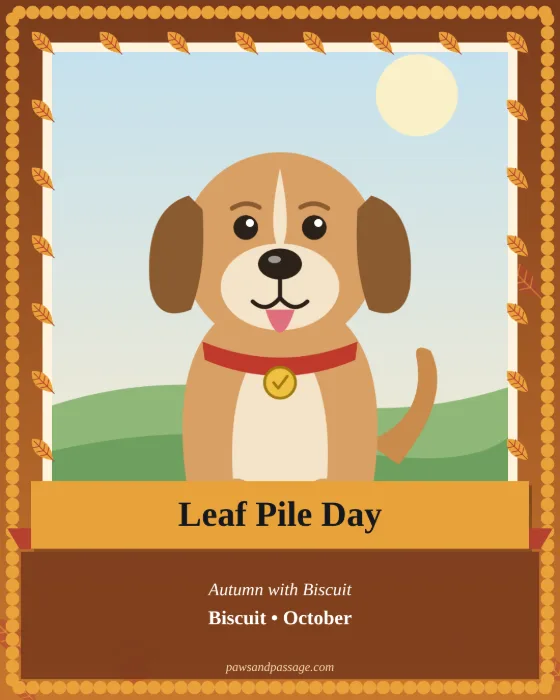 Leaf Pile Day
Autumn with Biscuit
Biscuit • October
pawsandpassage.com